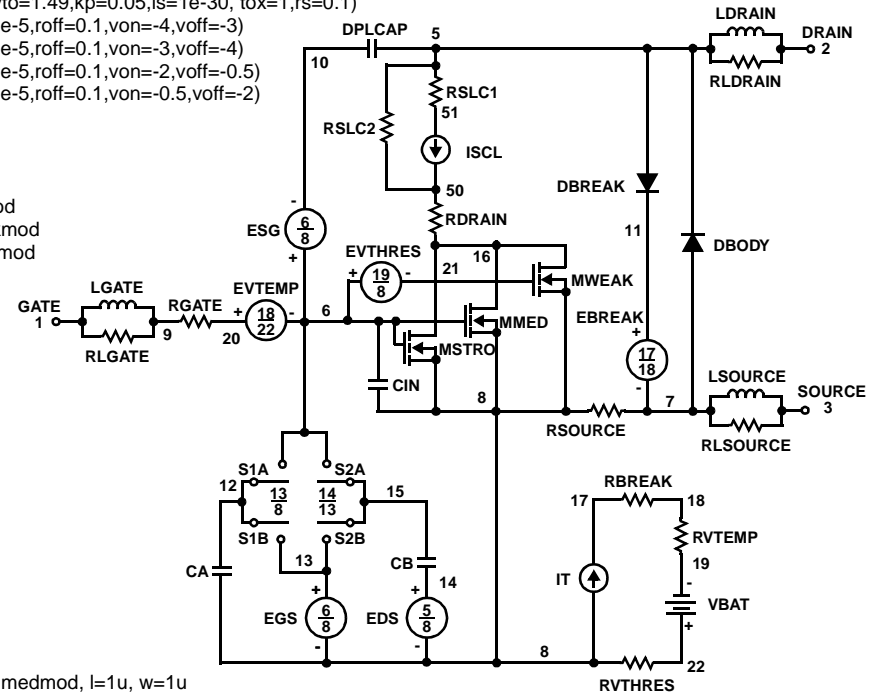 vto=1.49,kp=0.05,is=1e-30, tox=1,rs=0.1)
e-5,roff=0.1,von=-4,voff=-3)
e-5,roff=0.1,von=-3,voff=-4)
e-5,roff=0.1,von=-2,voff=-0.5)
e-5,roff=0.1,von=-0.5,voff=-2)
DPLCAP
5
10
LDRAIN
DRAIN
2
RLDRAIN
RSLC1
51
RSLC2
ISCL
50
RDRAIN
DBREAK
11
DBODY
ESG
-
6
8
+
EVTHRES
+
19
8
-
21
16
MWEAK
LGATE
GATE
1
RLGATE
9
RGATE
20
EVTEMP
+
18
22
-
6
MMED
MSTRO
CIN
EBREAK
+
17
18
-
8
RSOURCE
7
LSOURCE
SOURCE
3
RLSOURCE
S1A
S2A
12
13
8
14
13
15
S1B
S2B
13
CA
CB
14
EGS
+
6
8
-
EDS
+
5
8
-
RBREAK
17
18
RVTEMP
19
IT
-
VBAT
+
8
22
RVTHRES
od
mod
medmod, l=1u, w=1u